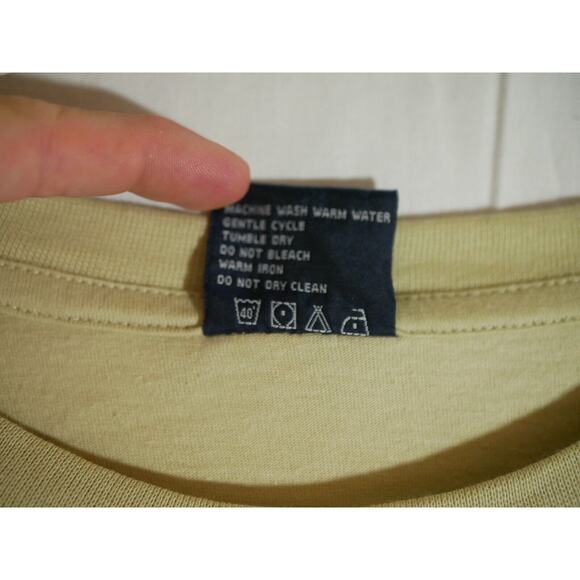 MACHINE WASH WARM WATER
GENTLE CYCLE
TUMBLE DRY
DO NOT BLEACH
WARM IRON
DO NOT DRY CLEAN
40°